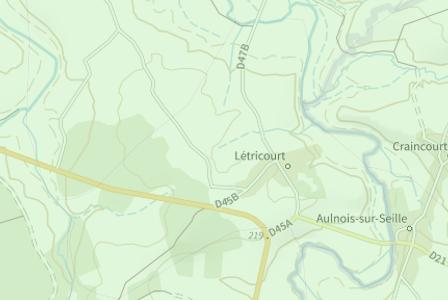 D47B
Létricourt
Craincourt
D45B
Aulnois-sur-Seille
219
D45A
D21